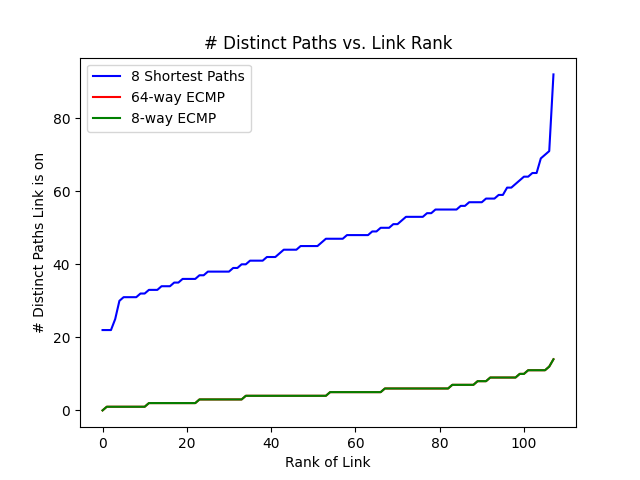 # Distinct Paths vs. Link Rank
8 Shortest Paths
64-way ECMP
8-way ECMP
# Distinct Paths Link is on
80
60
40
20
0
0 20 40 60 80 100
Rank of Link